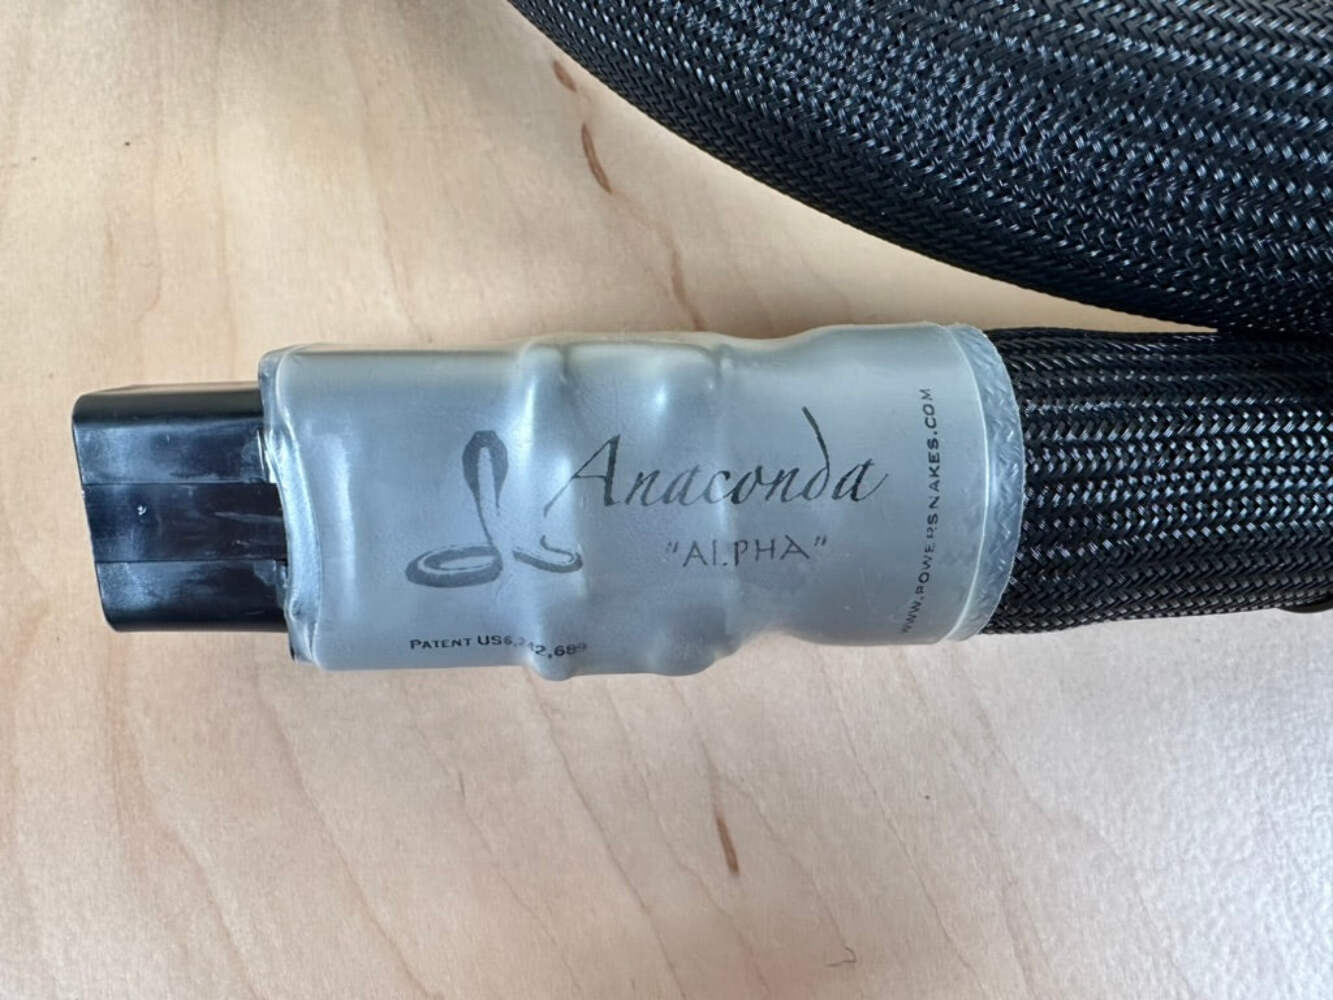 Anaconda
"ALPHA"
PATENT US6,242,689
WWW.POWERSNAKES.COM